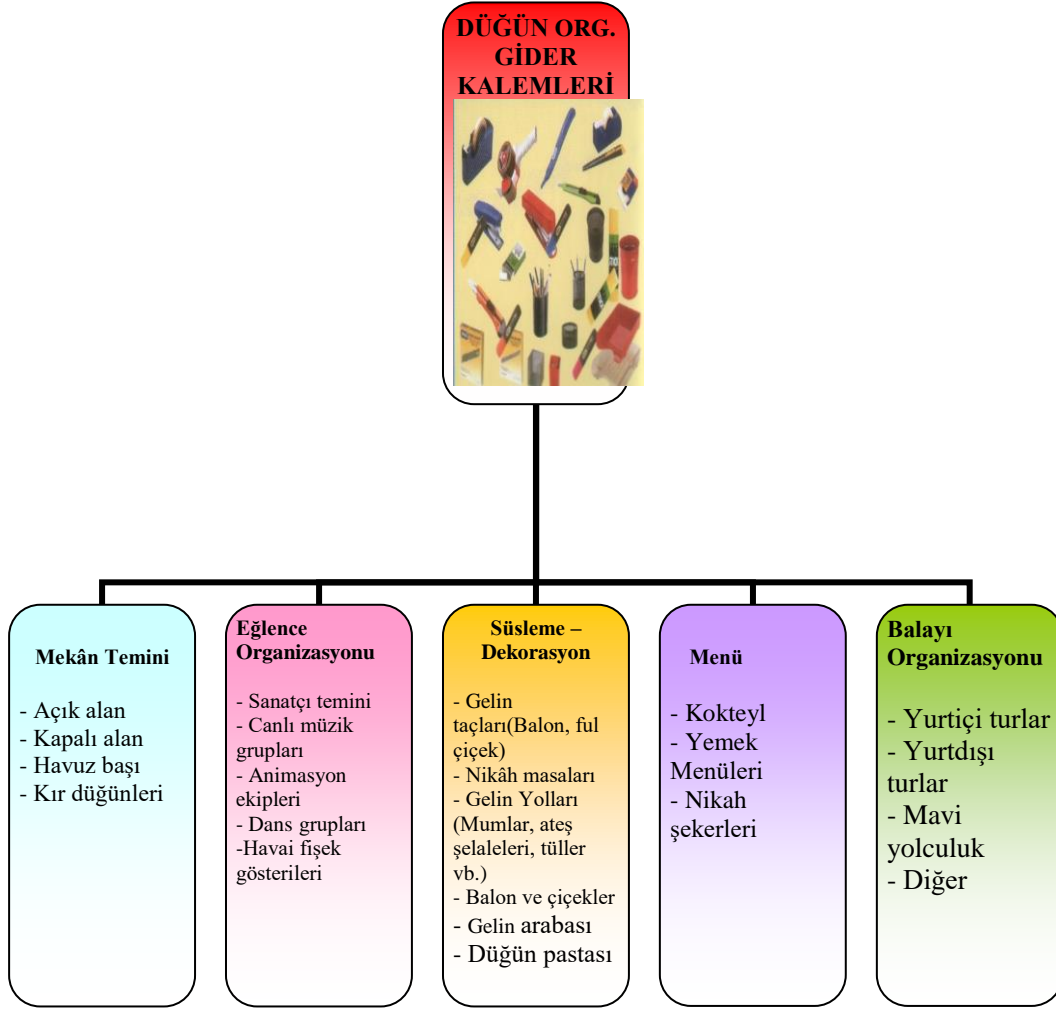 DÜĞÜN ORG.
GİDER
KALEMLERİ
Mekân Temini
- Açık alan
- Kapalı alan
- Havuz başı
- Kır düğünleri
Eğlence
Organizasyonu
- Sanatçı temini
- Canlı müzik
grupları
- Animasyon
ekipleri
- Dans grupları
-Havai fişek
gösterileri
Süsleme –
Dekorasyon
- Gelin
taçları(Balon, ful
çiçek)
- Nikâh masaları
- Gelin Yolları
(Mumlar, ateş
şelaleleri, tüller
vb.)
- Balon ve çiçekler
- Gelin arabası
- Düğün pastası
Menü
- Kokteyl
- Yemek
Menüleri
- Nikah
şekerleri
Balayı
Organizasyonu
- Yurtiçi turlar
- Yurtdışı
turlar
- Mavi
yolculuk
- Diğer